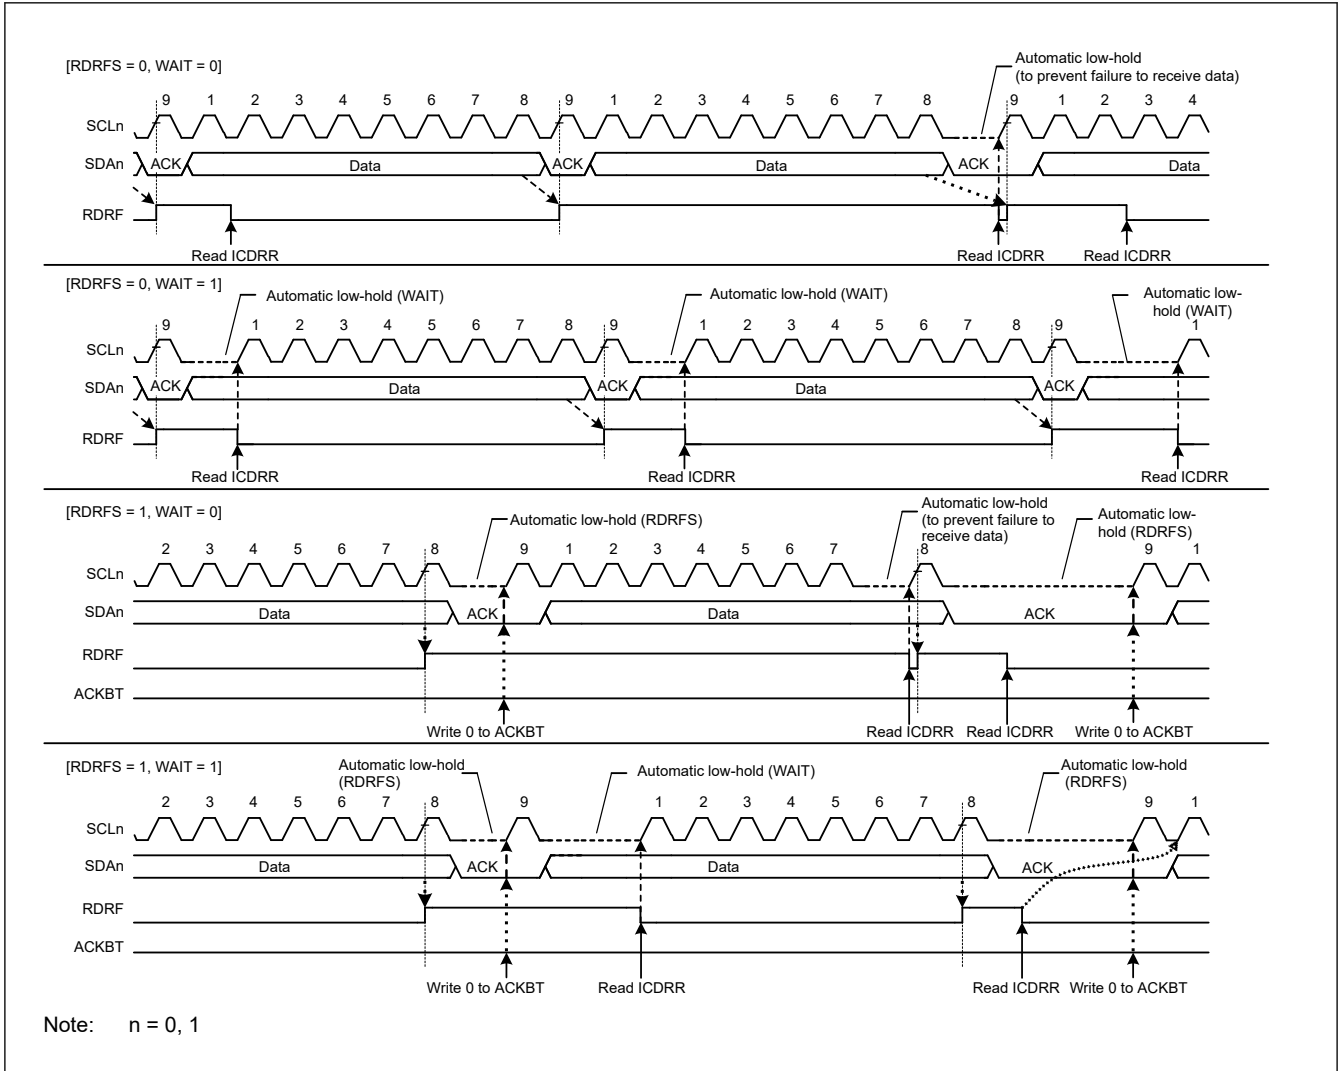 [RDRFS = 0, WAIT = 0]
Automatic low-hold
(to prevent failure to receive data)
9 1 2 3 4 5 6 7 8 9 1 2 3 4 5 6 7 8 9 1 2 3 4
SCLn
SDAn ACK Data ACK Data ACK Data
RDRF
Read ICDRR Read ICDRR Read ICDRR
[RDRFS = 0, WAIT = 1]
Automatic low-hold (WAIT) Automatic low-hold (WAIT) Automatic low-
hold (WAIT)
9 1 2 3 4 5 6 7 8 9 1 2 3 4 5 6 7 8 9 1
SCLn
SDAn ACK Data ACK Data ACK
RDRF
Read ICDRR Read ICDRR Read ICDRR
[RDRFS = 1, WAIT = 0]
Automatic low-hold (RDRFS)
Automatic low-hold
(to prevent failure to
receive data)
Automatic low-
hold (RDRFS)
2 3 4 5 6 7 8 9 1 2 3 4 5 6 7 8 9 1
SCLn
SDAn Data ACK Data ACK
RDRF
ACKBT
Write 0 to ACKBT Read ICDRR Read ICDRR Write 0 to ACKBT
[RDRFS = 1, WAIT = 1]
Automatic low-hold
(RDRFS)
Automatic low-hold (WAIT)
Automatic low-hold
(RDRFS)
2 3 4 5 6 7 8 9 1 2 3 4 5 6 7 8 9 1
SCLn
SDAn Data ACK Data ACK
RDRF
ACKBT
Write 0 to ACKBT Read ICDRR Read ICDRR Write 0 to ACKBT
Note: n = 0, 1